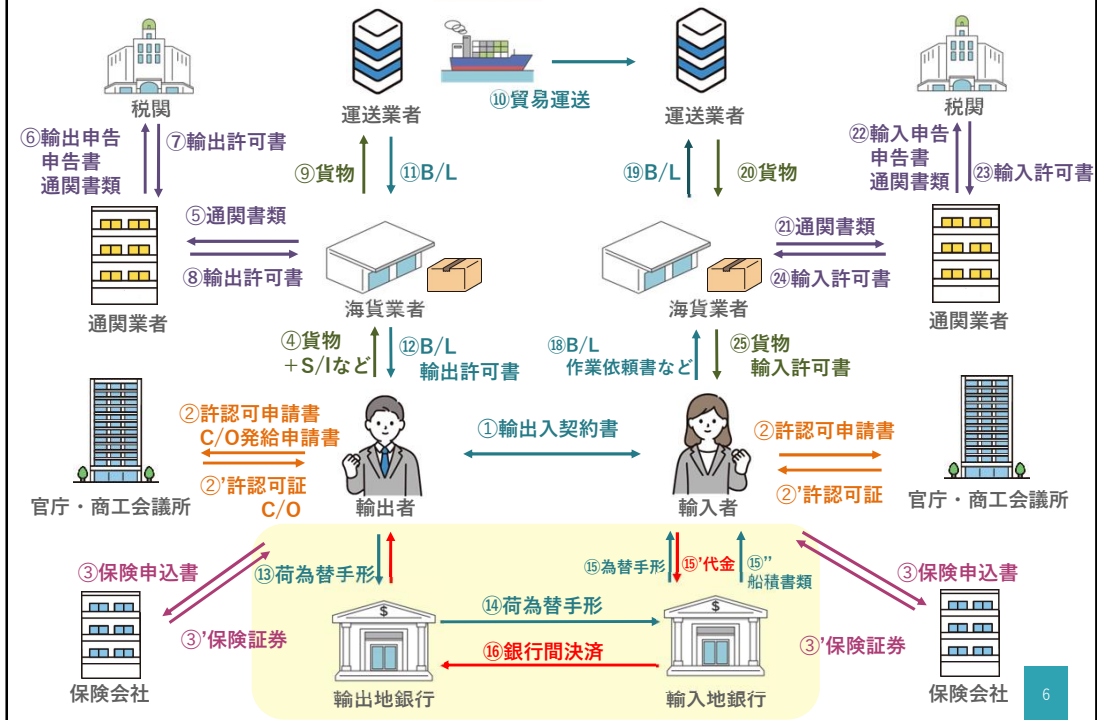 税関
運送業者
⑩貿易運送
運送業者
税関
⑥輸出申告
申告書
通関書類
⑦輸出許可書
⑨貨物
⑪B/L
⑲B/L
⑳貨物
㉒輸入申告
申告書
通関書類
㉓輸入許可書
⑤通関書類
⑧輸出許可書
㉑通関書類
㉔輸入許可書
通関業者
海貨業者
海貨業者
通関業者
④貨物
+S/Iなど
⑫B/L
輸出許可書
⑱B/L
作業依頼書など
㉕貨物
輸入許可書
②許認可申請書
C/O発給申請書
②'許認可証
C/O
①輸出入契約書
②許認可申請書
②'許認可証
官庁・商工会議所
輸出者
輸入者
官庁・商工会議所
③保険申込書
③'保険証券
⑬荷為替手形
⑮為替手形
⑮'代金
⑮''
船積書類
③保険申込書
③'保険証券
$
⑭荷為替手形
$
⑯銀行間決済
保険会社
輸出地銀行
輸入地銀行
保険会社
6